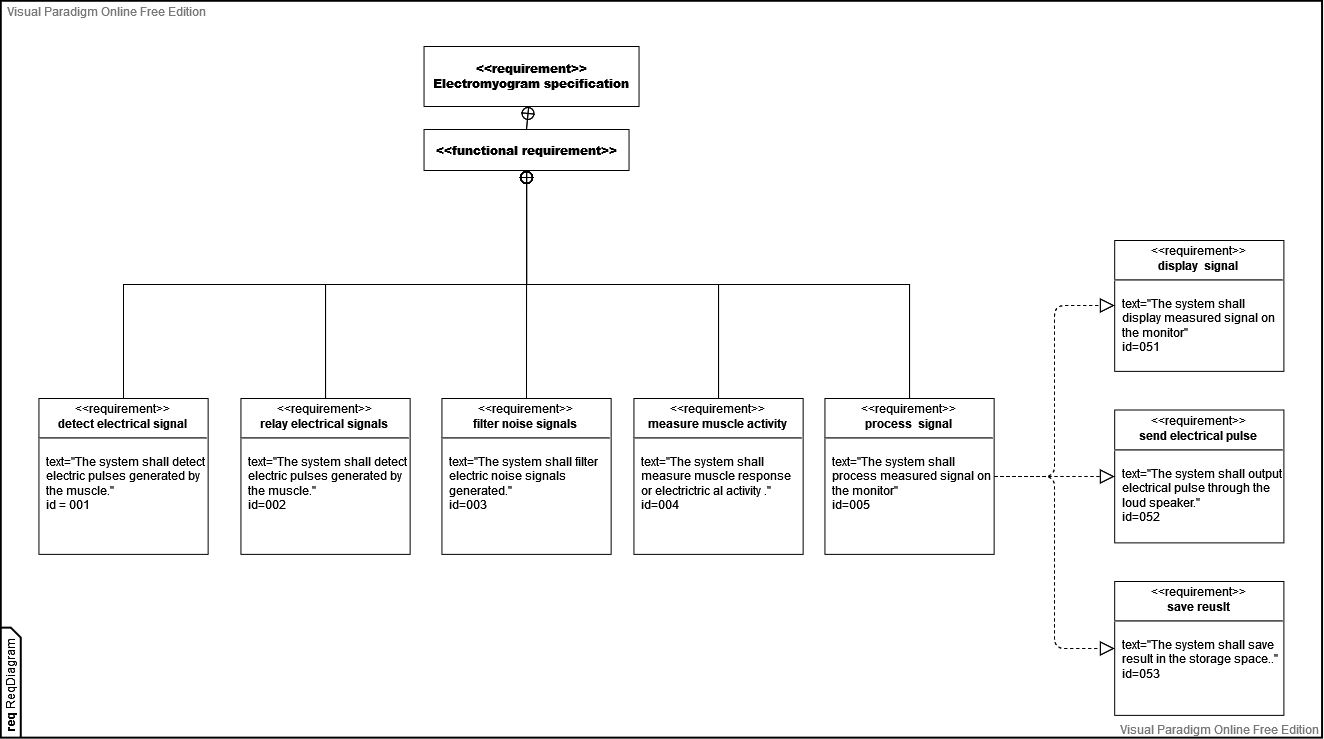 Visual Paradigm Online Free Edition
<<requirement>>
Electromyogram specification
<<functional requirement>>
<<requirement>>
detect electrical signal
text="The system shall detect
electric pulses generated by
the muscle."
id = 001
<<requirement>>
relay electrical signals
text="The system shall detect
electric pulses generated by
the muscle."
id=002
<<requirement>>
filter noise signals
text="The system shall filter
electric noise signals
generated."
id=003
<<requirement>>
measure muscle activity
text="The system shall
measure muscle response
or electrictric al activity ."
id=004
<<requirement>>
process  signal
text="The system shall
process measured signal on
the monitor"
id=005
<<requirement>>
display  signal
text="The system shall
display measured signal on
the monitor"
id=051
<<requirement>>
send electrical pulse
text="The system shall output
electrical pulse through the
loud speaker."
id=052
<<requirement>>
save reuslt
text="The system shall save
result in the storage space.."
id=053
req ReqDiagram
Visual Paradigm Online Free Edition